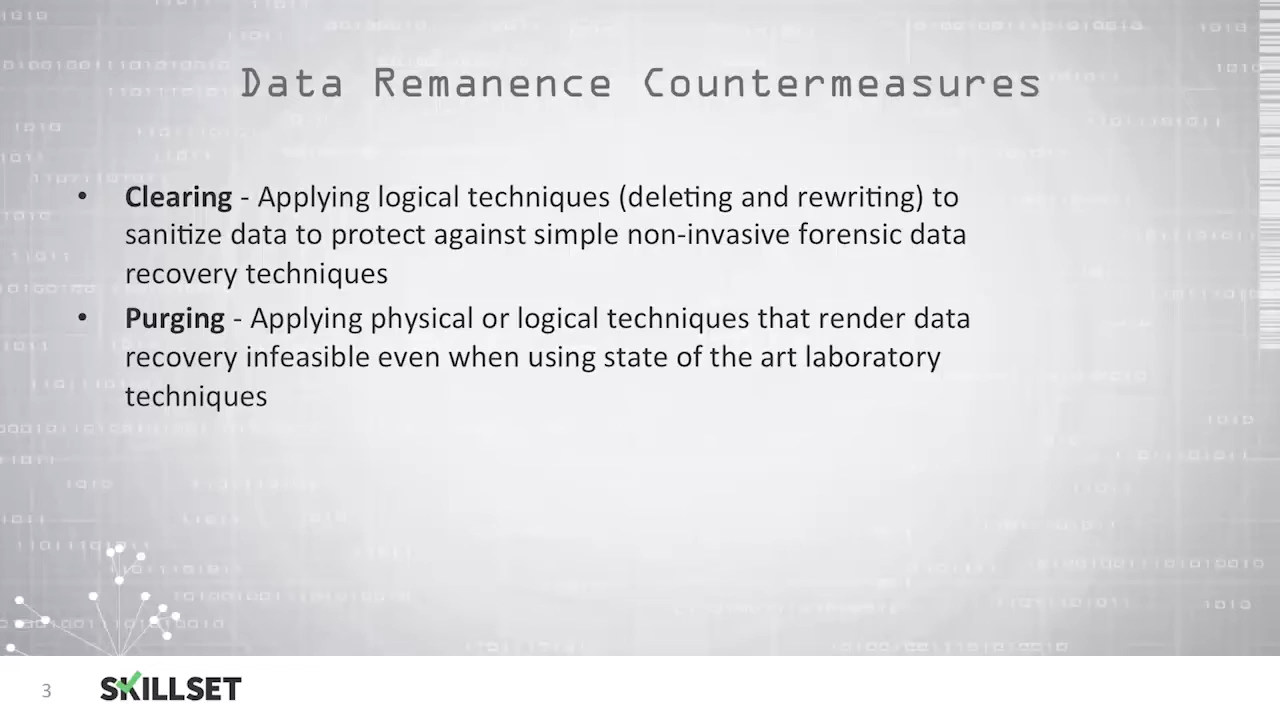 Data Remanence Countermeasures
• Clearing - Applying logical techniques (deleting and rewriting) to
sanitize data to protect against simple non-invasive forensic data
recovery techniques
• Purging - Applying physical or logical techniques that render data
recovery infeasible even when using state of the art laboratory
techniques
3
SKILLSET